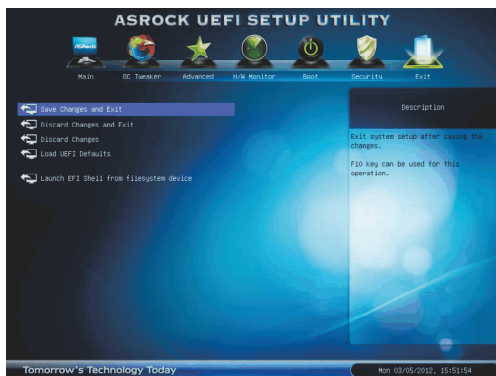 ASROCK UEFI SETUP UTILITY
ASRock
Main OC Tweaker Advanced H/W Monitor Boot Security Exit
Save Changes and Exit
Discard Changes and Exit
Discard Changes
Load UEFI Defaults
Launch EFI Shell from filesystem device
Description
Exit system setup after saving the
changes.
F10 key can be used for this
operation.
Tomorrow's Technology Today
Mon 03/05/2012, 15:51:54